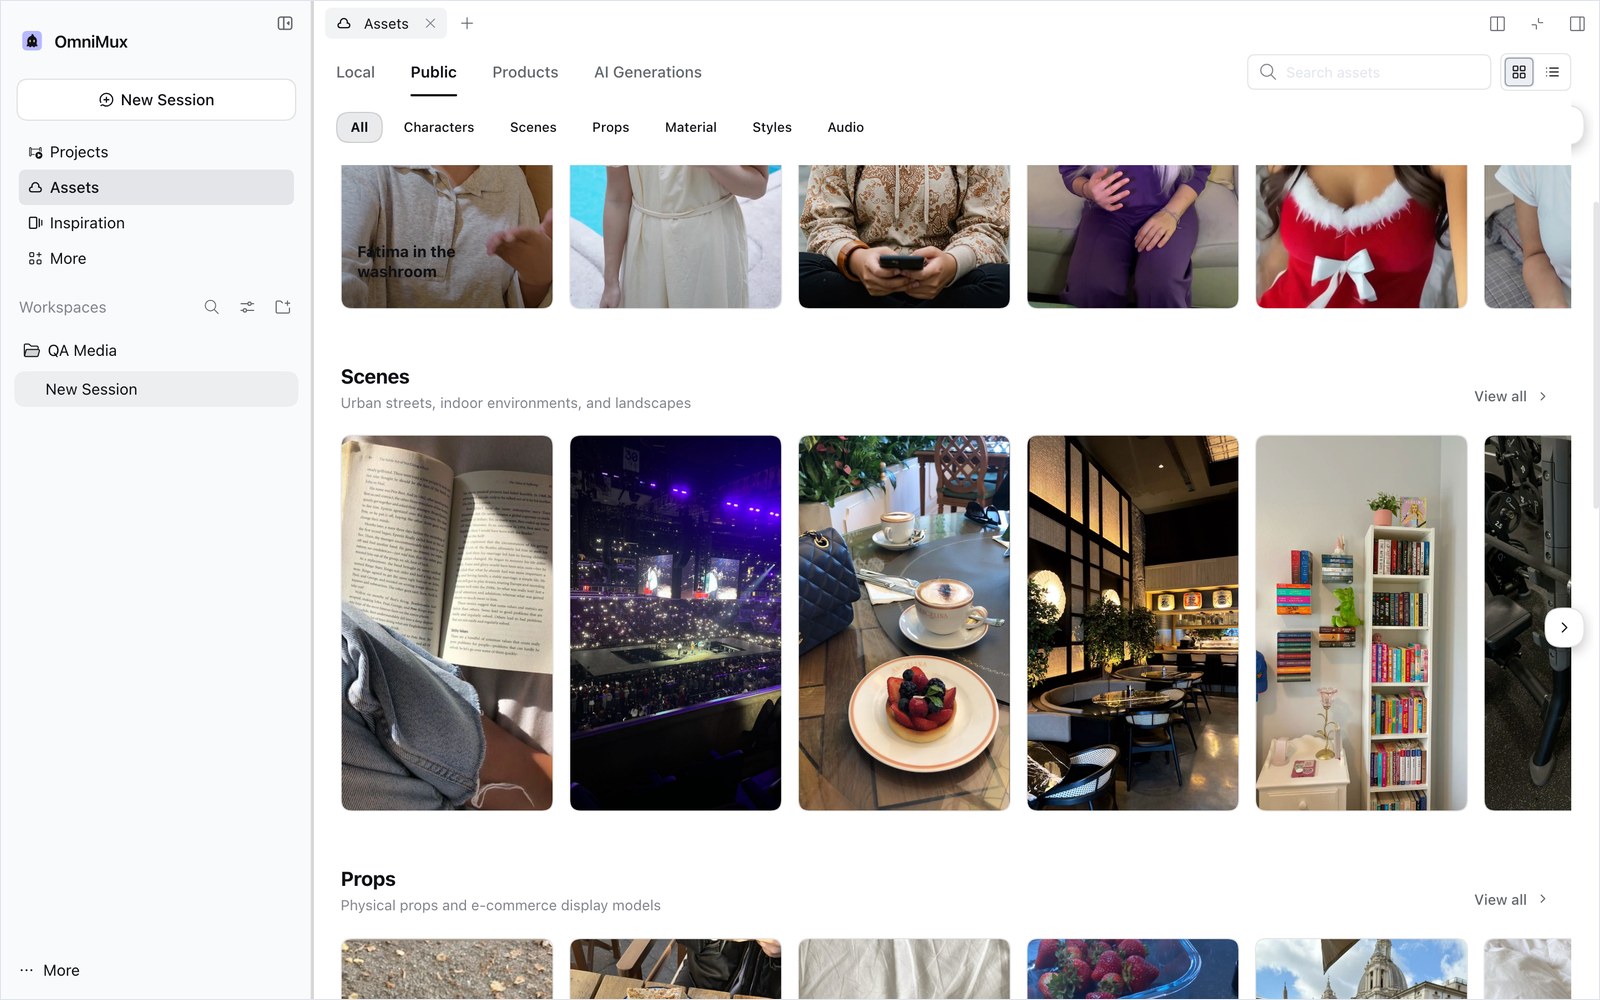 OmniMux
New Session
Projects
Assets
Inspiration
More
Workspaces
QA Media
New Session
More
Assets
Local
Public
Products
AI Generations
Search assets
All
Characters
Scenes
Props
Material
Styles
Audio
Fatima in the
washroom
Scenes
Urban streets, indoor environments, and landscapes
View all
Props
Physical props and e-commerce display models
View all